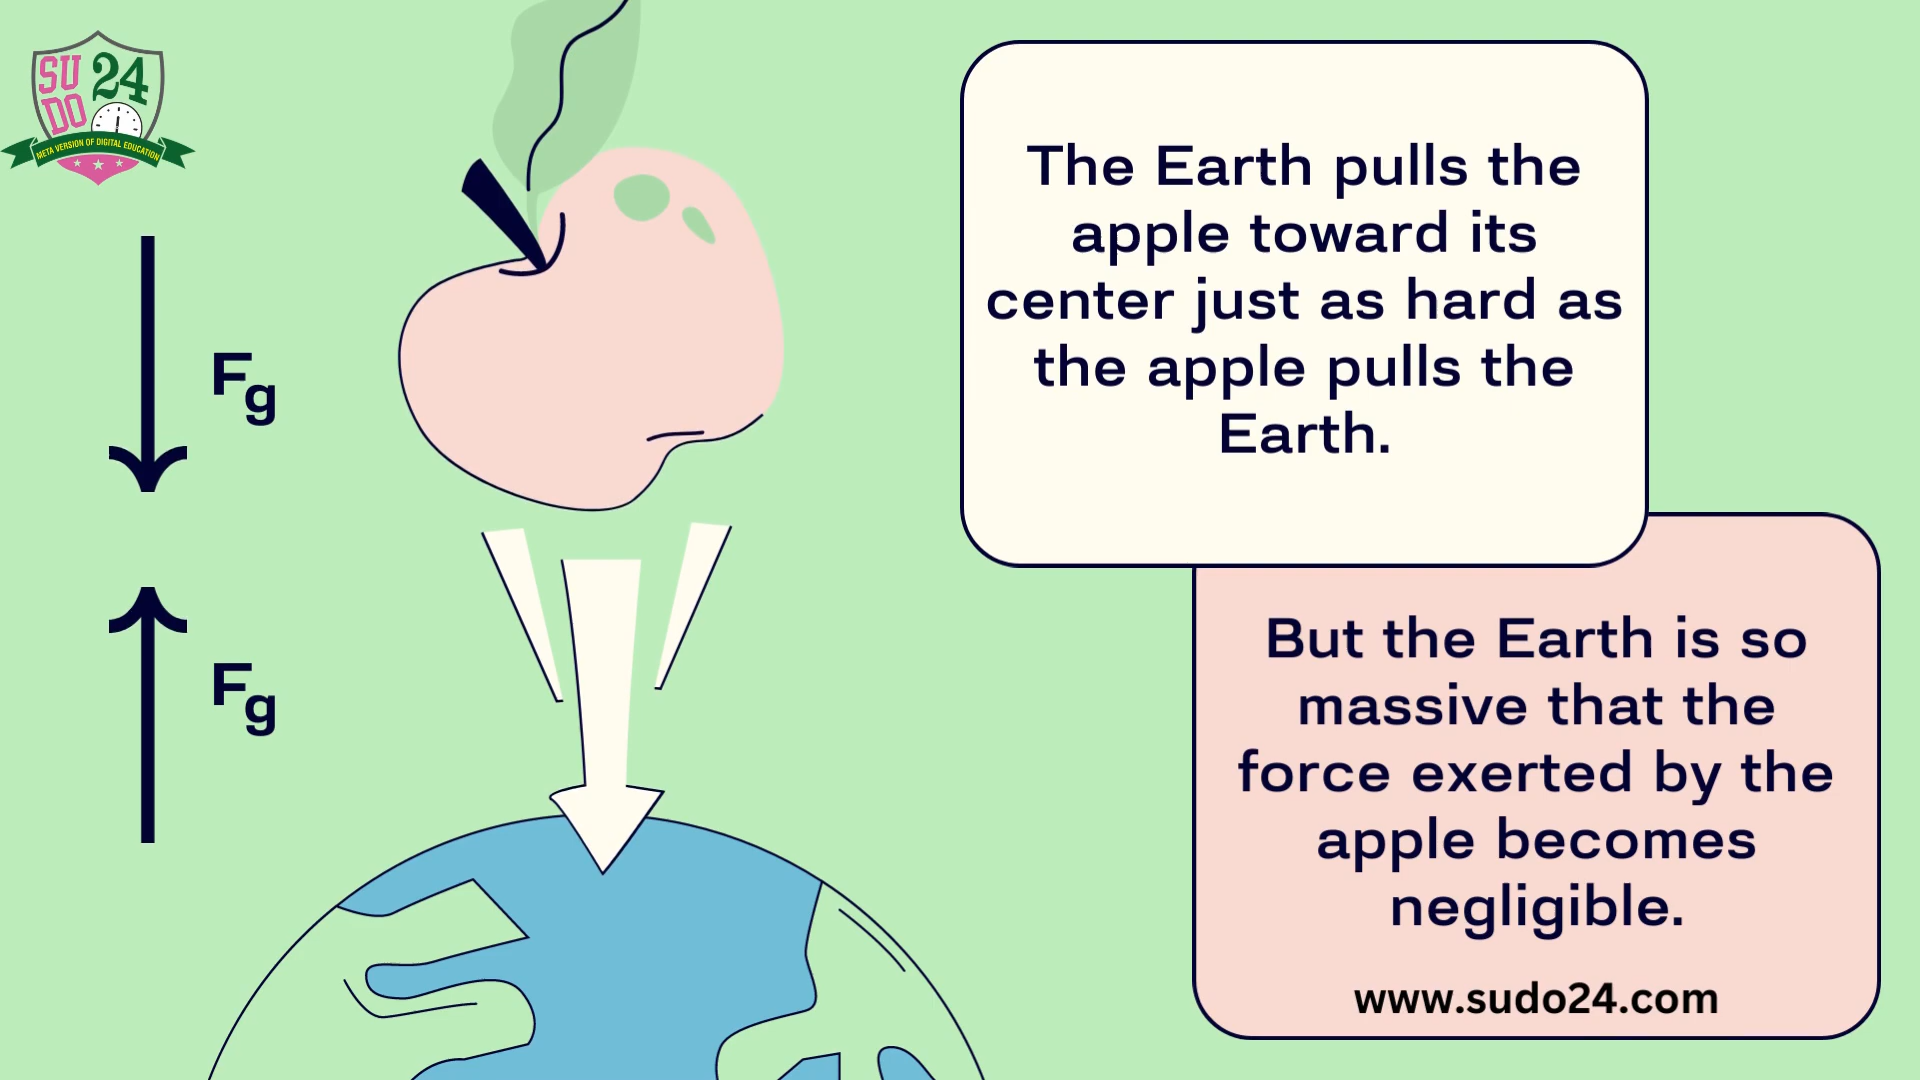 SU
DO
24
META VERSION OF DIGITAL EDUCATION
Fg
Fg
The Earth pulls the
apple toward its
center just as hard as
the apple pulls the
Earth.
But the Earth is so
massive that the
force exerted by the
apple becomes
negligible.
www.sudo24.com